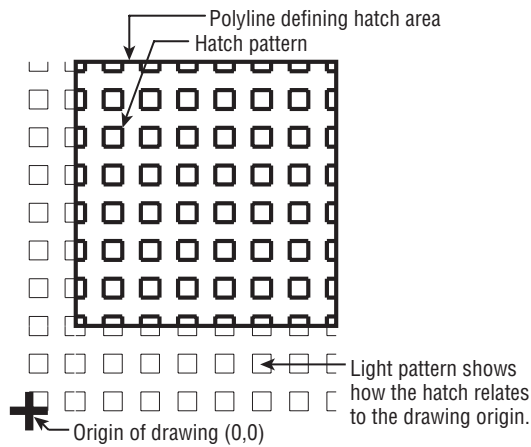 Polyline defining hatch area
Hatch pattern
Light pattern shows
how the hatch relates
to the drawing origin.
Origin of drawing (0,0)